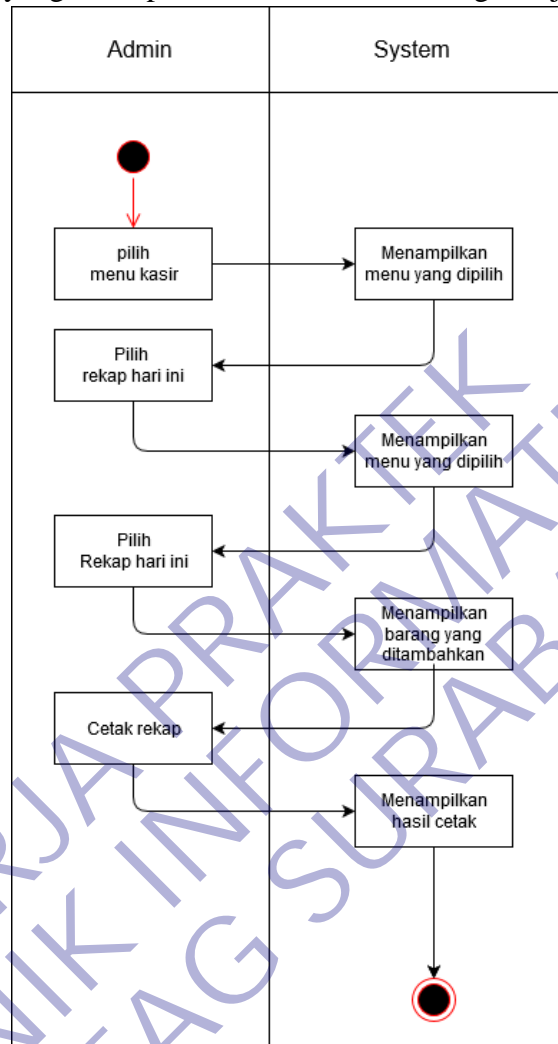 Admin
System
pilih
menu kasir
Menampilkan
menu yang dipilih
Pilih
rekap hari ini
Menampilkan
menu yang dipilih
Pilih
Rekap hari ini
Menampilkan
barang yang
ditambahkan
Cetak rekap
Menampilkan
hasil cetak